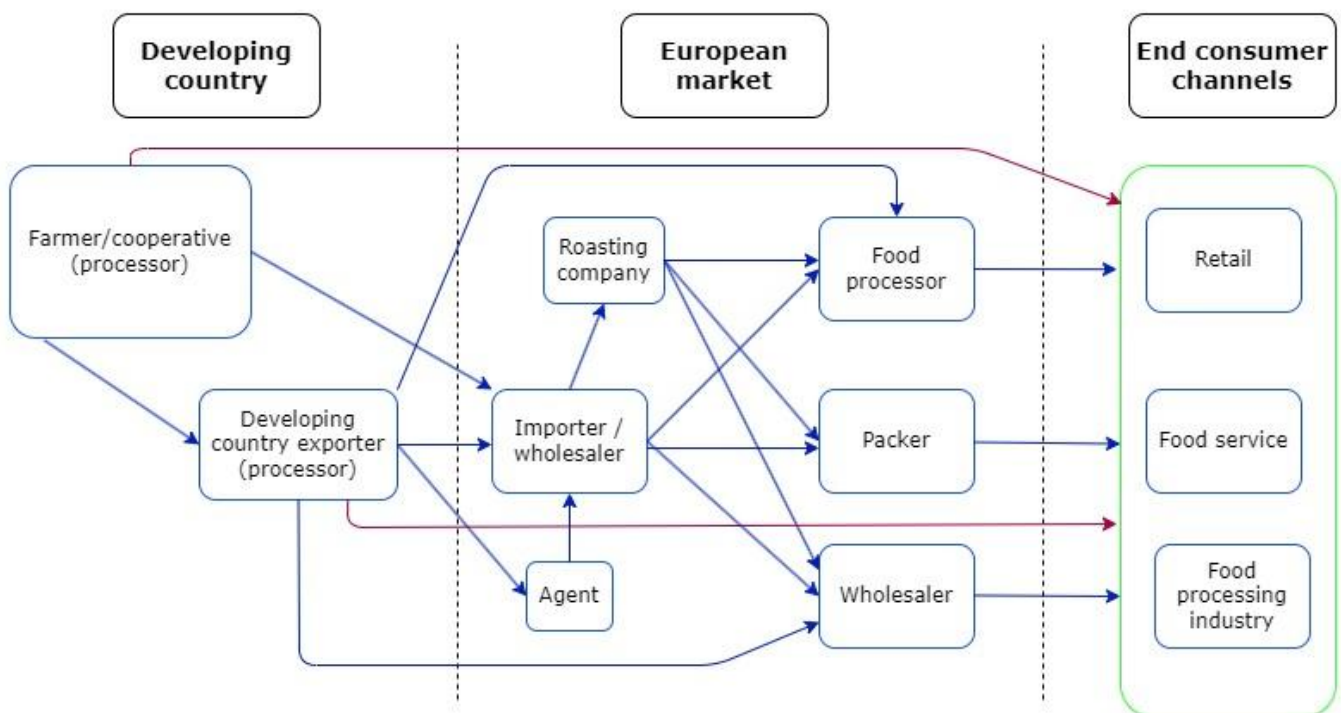 Developing
country
European
market
End consumer
channels
Farmer/cooperative
(processor)
Roasting
company
Food
processor
Retail
Developing
country exporter
(processor)
Importer /
wholesaler
Packer
Food service
Agent
Wholesaler
Food
processing
industry